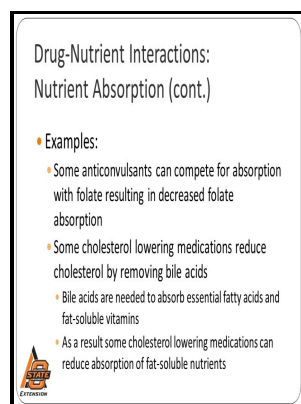 Drug-Nutrient Interactions:
Nutrient Absorption (cont.)
• Examples:
• Some anticonvulsants can compete for absorption
with folate resulting in decreased folate
absorption
• Some cholesterol lowering medications reduce
cholesterol by removing bile acids
• Bile acids are needed to absorb essential fatty acids and
fat-soluble vitamins
• As a result some cholesterol lowering medications can
reduce absorption of fat-soluble nutrients
STATE
EXTENSION